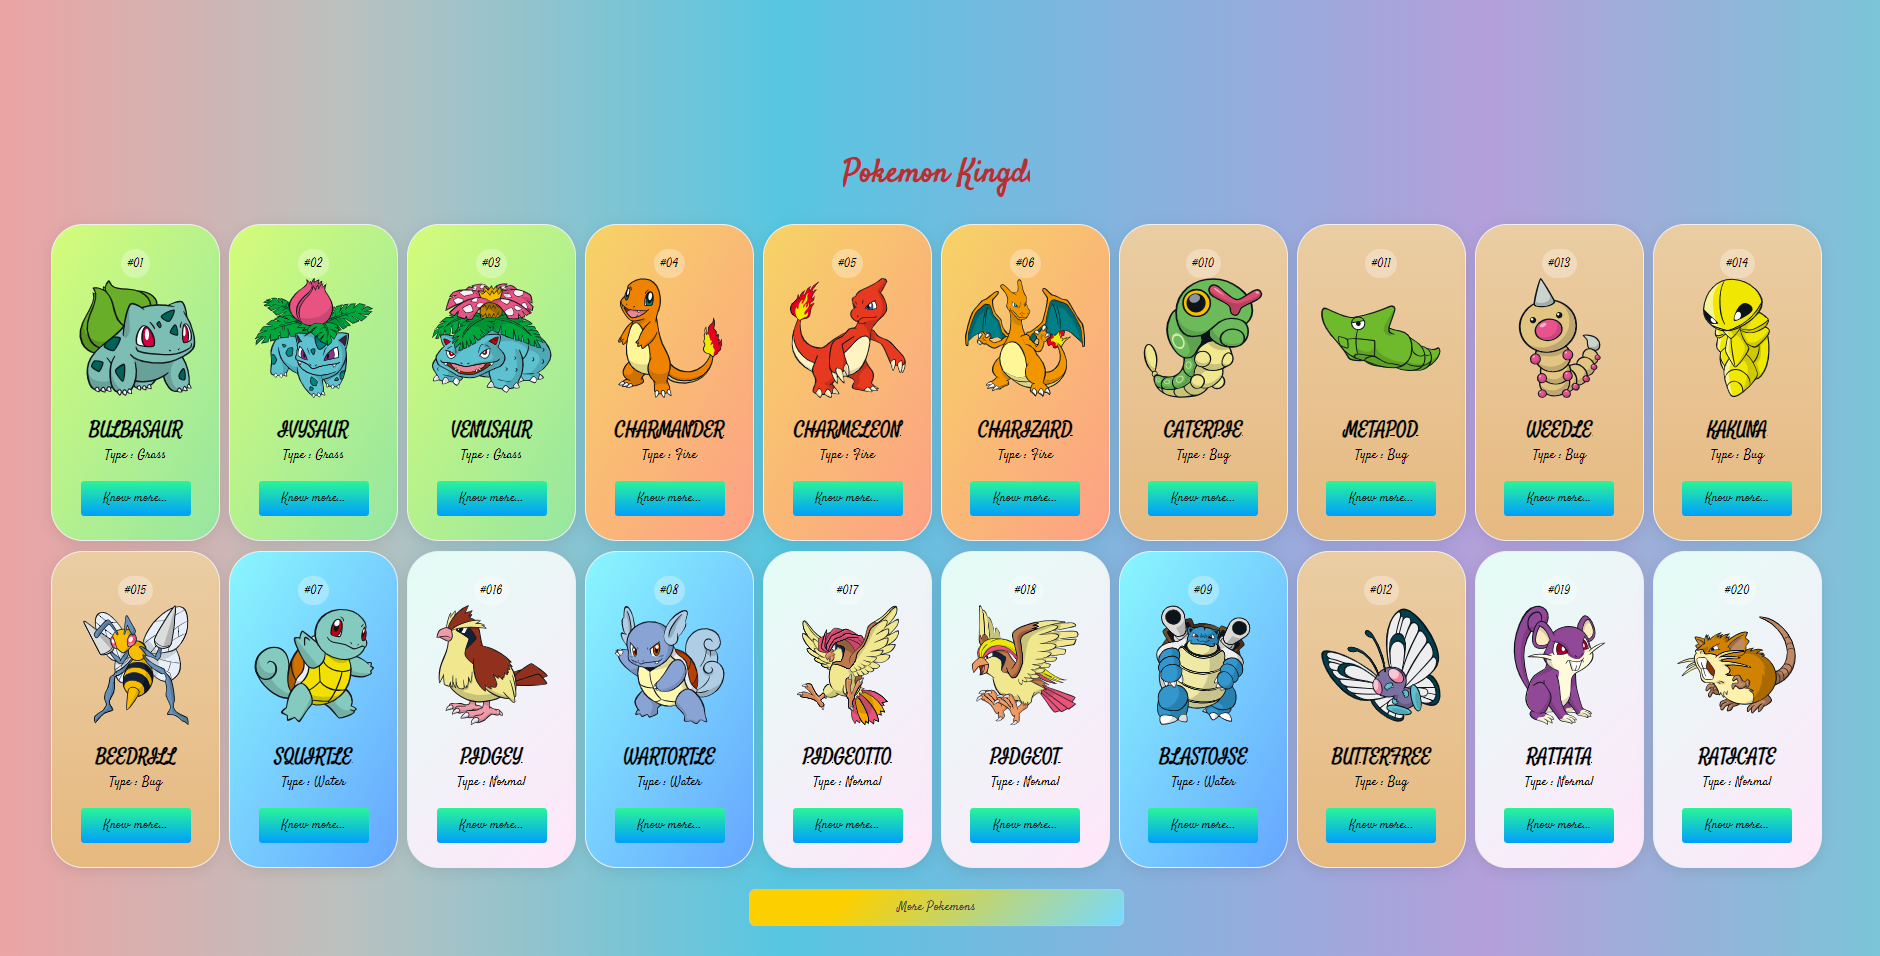 Pokemon Kingd
#01
BULBASAUR
Type : Grass
Know more...
#02
IVYSAUR
Type : Grass
Know more...
#03
VENUSAUR
Type : Grass
Know more...
#04
CHARMANDER
Type : Fire
Know more...
#05
CHARMELEON
Type : Fire
Know more...
#06
CHARIZARD
Type : Fire
Know more...
#010
CATERPIE
Type : Bug
Know more...
#011
METAPOD
Type : Bug
Know more...
#013
WEEDLE
Type : Bug
Know more...
#014
KAKUNA
Type : Bug
Know more...
#015
BEEDRILL
Type : Bug
Know more...
#07
SQUIRTLE
Type : Water
Know more...
#016
PIDGEY
Type : Normal
Know more...
#08
WARTORTLE
Type : Water
Know more...
#017
PIDGEOTTO
Type : Normal
Know more...
#018
PIDGEOT
Type : Normal
Know more...
#09
BLASTOISE
Type : Water
Know more...
#012
BUTTERFREE
Type : Bug
Know more...
#019
RATTATA
Type : Normal
Know more...
#020
RATICATE
Type : Normal
Know more...
More Pokemons